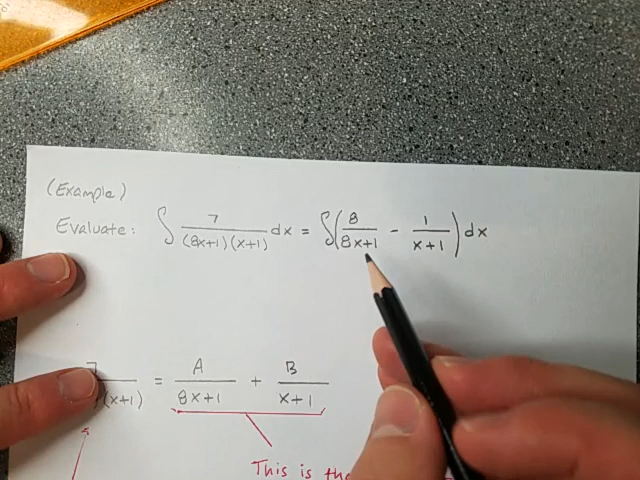 (Example)
Evaluate: ∫ 7/((8x+1)(x+1)) dx = ∫(8/(8x+1) - 1/(x+1)) dx
7/(x+1) = A/(8x+1) + B/(x+1)
This is